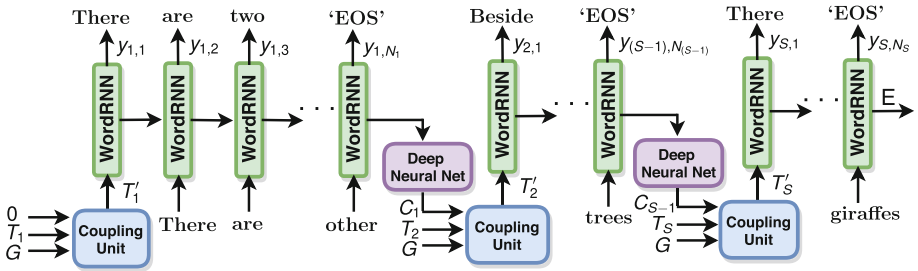 There are two 'EOS' Beside 'EOS' There 'EOS'
y1,1 y1,2 y1,3 y1,N1 y2,1 y(S−1),N(S−1) yS,1 yS,NS
WordRNN WordRNN WordRNN ... WordRNN WordRNN ... WordRNN WordRNN ... WordRNN E
Deep Neural Net Deep Neural Net
T′1 T′2 T′S
There are other trees giraffes
0 C1 CS−1
T1 T2 TS
G G G
Coupling Unit Coupling Unit Coupling Unit